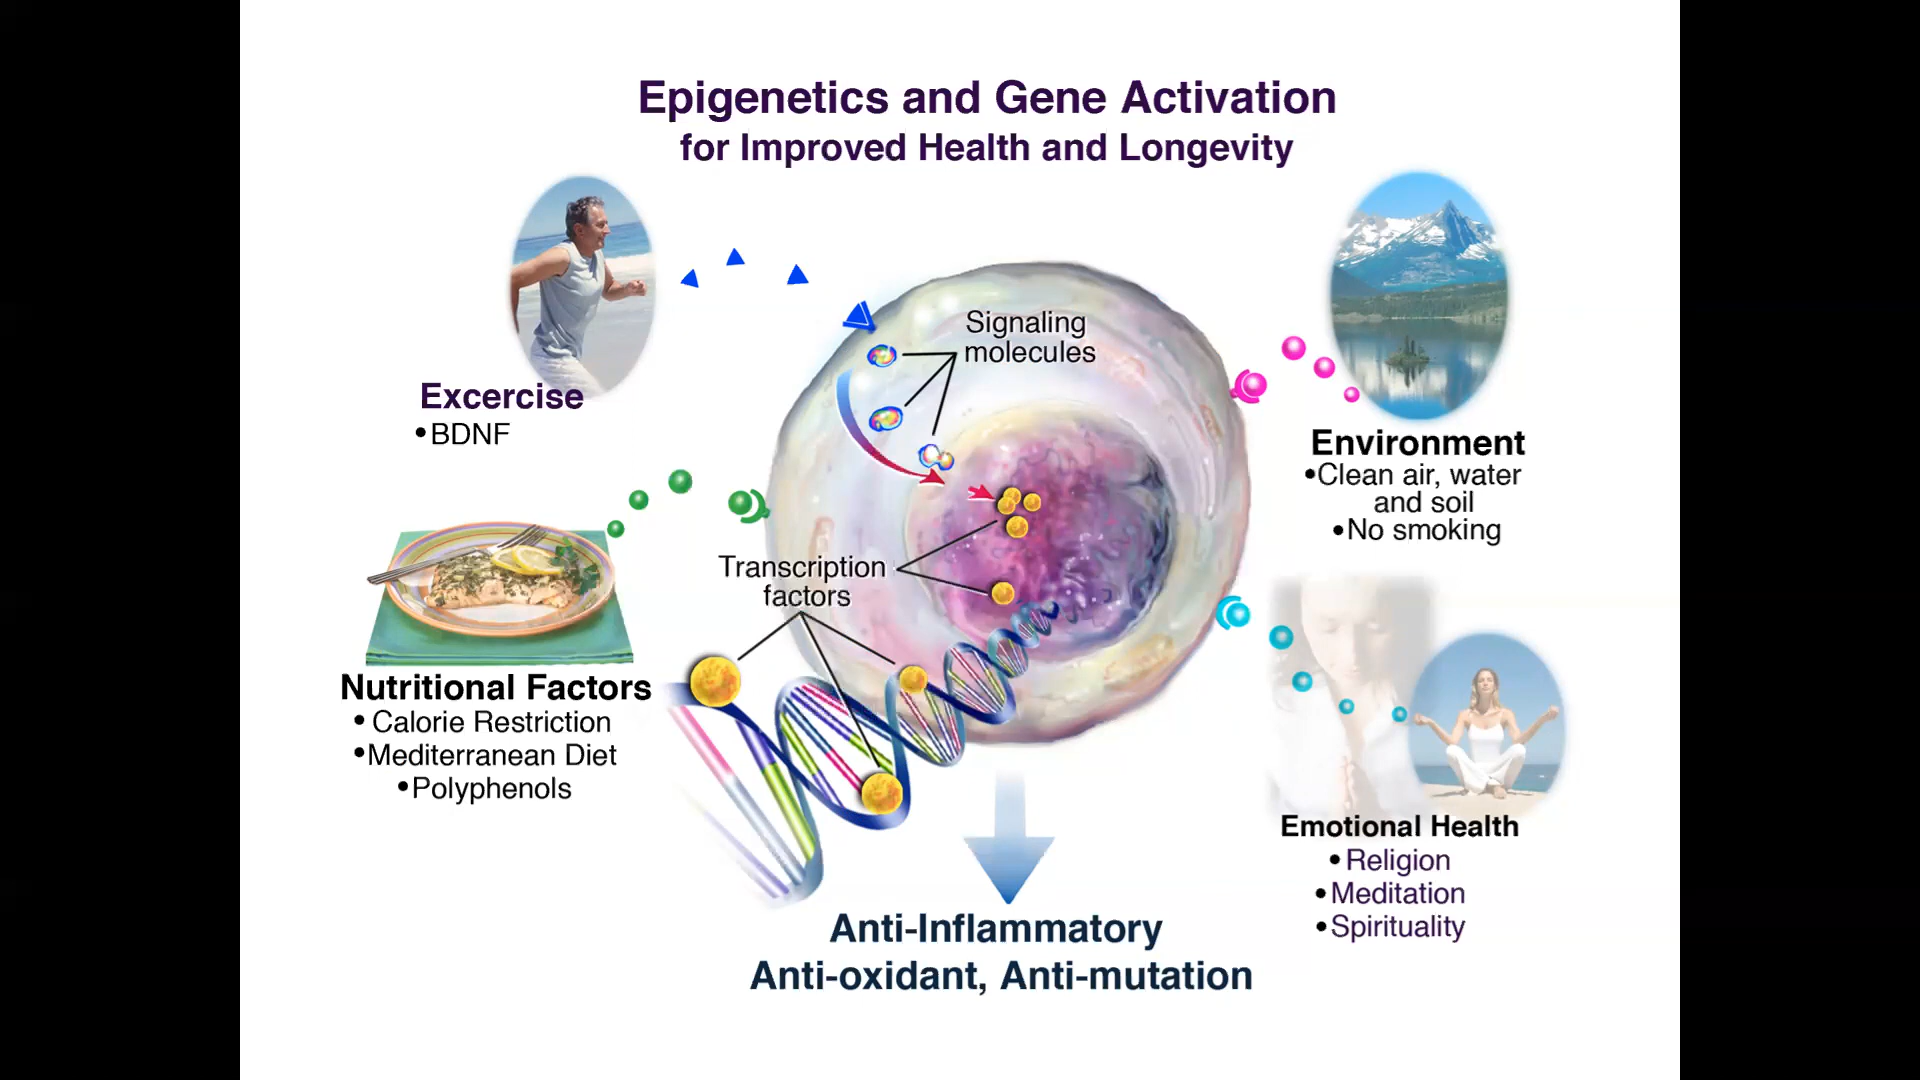 Epigenetics and Gene Activation
for Improved Health and Longevity
Excercise
•BDNF
Signaling
molecules
Environment
•Clean air, water
and soil
•No smoking
Transcription
factors
Nutritional Factors
• Calorie Restriction
•Mediterranean Diet
•Polyphenols
Emotional Health
• Religion
• Meditation
• Spirituality
Anti-Inflammatory
Anti-oxidant, Anti-mutation